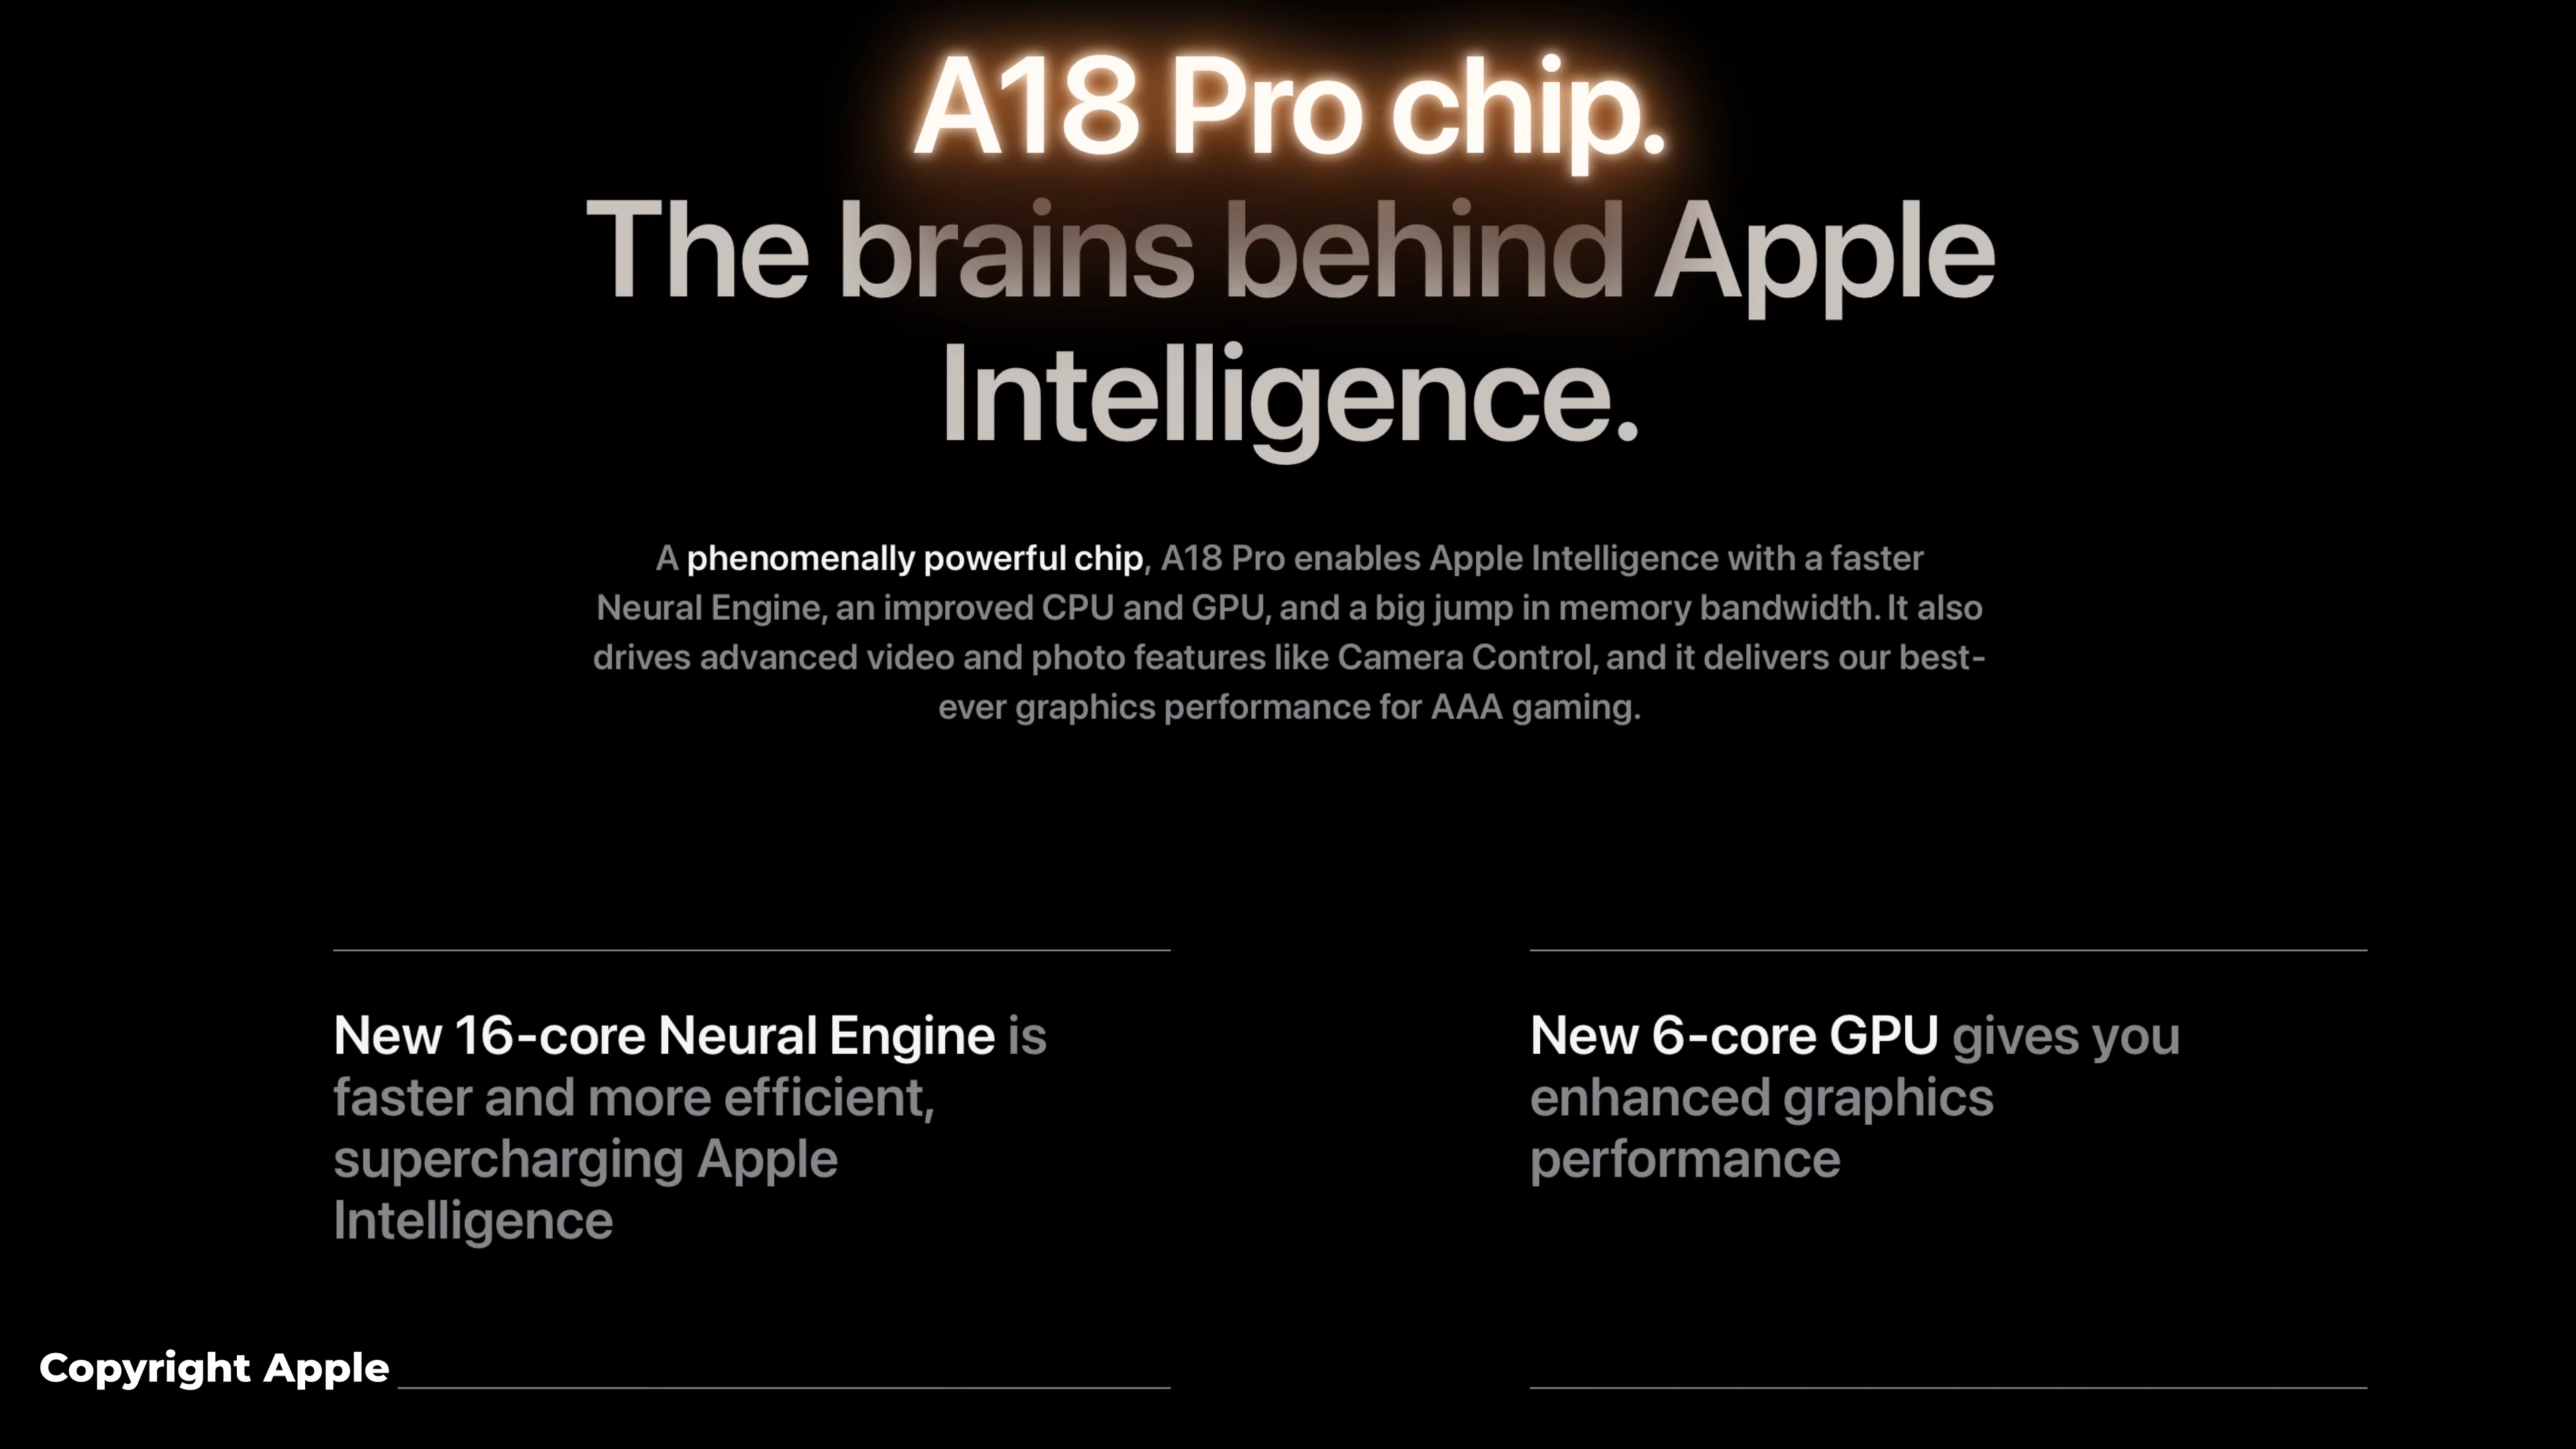 A18 Pro chip.
The brains behind Apple
Intelligence.
A phenomenally powerful chip, A18 Pro enables Apple Intelligence with a faster
Neural Engine, an improved CPU and GPU, and a big jump in memory bandwidth. It also
drives advanced video and photo features like Camera Control, and it delivers our best-
ever graphics performance for AAA gaming.
New 16-core Neural Engine is
faster and more efficient,
supercharging Apple
Intelligence
New 6-core GPU gives you
enhanced graphics
performance
Copyright Apple